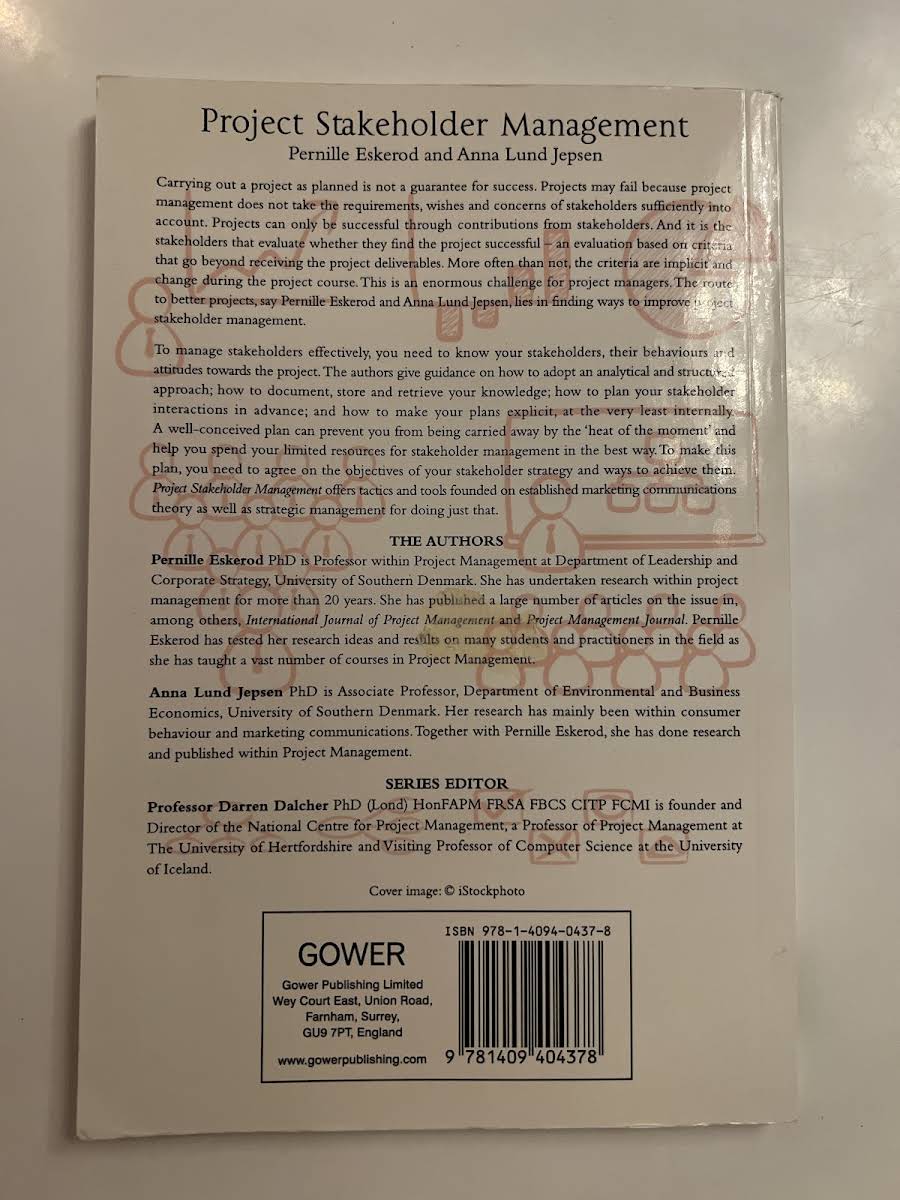 Project Stakeholder Management
Pernille Eskerod and Anna Lund Jepsen
Carrying out a project as planned is not a guarantee for success. Projects may fail because project
management does not take the requirements, wishes and concerns of stakeholders sufficiently into
account. Projects can only be successful through contributions from stakeholders. And it is the
stakeholders that evaluate whether they find the project successful – an evaluation based on criteria
that go beyond receiving the project deliverables. More often than not, the criteria are implicit and
change during the project course. This is an enormous challenge for project managers. The route
to better projects, say Pernille Eskerod and Anna Lund Jepsen, lies in finding ways to improve project
stakeholder management.
To manage stakeholders effectively, you need to know your stakeholders, their behaviours and
attitudes towards the project. The authors give guidance on how to adopt an analytical and structured
approach; how to document, store and retrieve your knowledge; how to plan your stakeholder
interactions in advance; and how to make your plans explicit, at the very least internally.
A well-conceived plan can prevent you from being carried away by the ‘heat of the moment’ and
help you spend your limited resources for stakeholder management in the best way. To make this
plan, you need to agree on the objectives of your stakeholder strategy and ways to achieve them.
Project Stakeholder Management offers tactics and tools founded on established marketing communications
theory as well as strategic management for doing just that.
THE AUTHORS
Pernille Eskerod PhD is Professor within Project Management at Department of Leadership and
Corporate Strategy, University of Southern Denmark. She has undertaken research within project
management for more than 20 years. She has published a large number of articles on the issue in,
among others, International Journal of Project Management and Project Management Journal. Pernille
Eskerod has tested her research ideas and results on many students and practitioners in the field as
she has taught a vast number of courses in Project Management.
Anna Lund Jepsen PhD is Associate Professor, Department of Environmental and Business
Economics, University of Southern Denmark. Her research has mainly been within consumer
behaviour and marketing communications. Together with Pernille Eskerod, she has done research
and published within Project Management.
SERIES EDITOR
Professor Darren Dalcher PhD (Lond) HonFAPM FRSA FBCS CITP FCMI is founder and
Director of the National Centre for Project Management, a Professor of Project Management at
The University of Hertfordshire and Visiting Professor of Computer Science at the University
of Iceland.
Cover image: © iStockphoto
GOWER
Gower Publishing Limited
Wey Court East, Union Road,
Farnham, Surrey,
GU9 7PT, England
www.gowerpublishing.com
ISBN 978-1-4094-0437-8
9 781409 404378